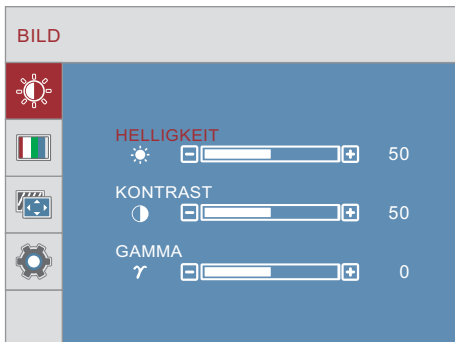 BILD
HELLIGKEIT
50
KONTRAST
50
GAMMA
γ 0